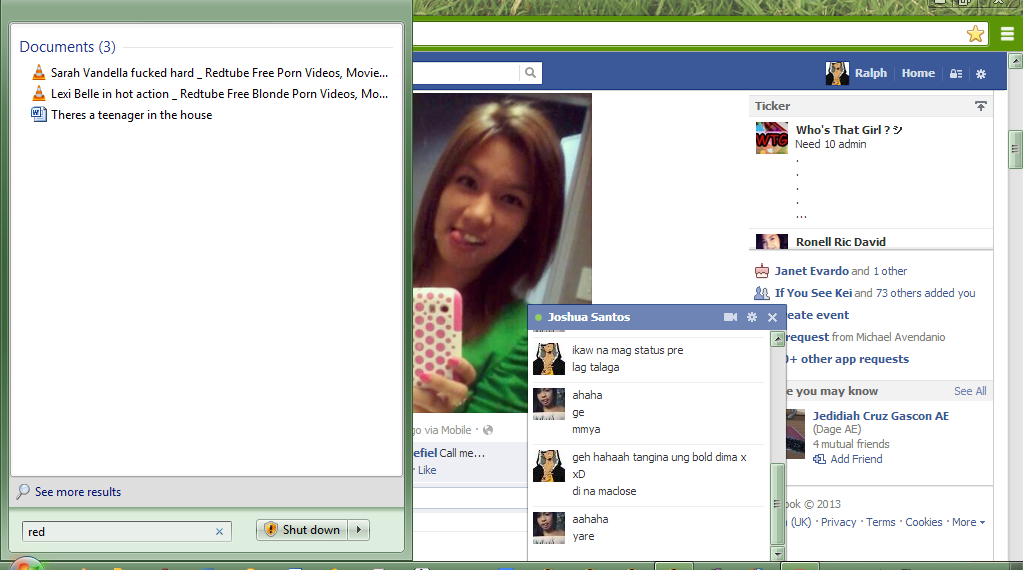 Documents (3)
Sarah Vandella fucked hard _ Redtube Free Porn Videos, Movie...
Lexi Belle in hot action _ Redtube Free Blonde Porn Videos, Mo...
Theres a teenager in the house
See more results
red
Shut down
Ralph
Home
Ticker
Who's That Girl ? シ
Need 10 admin
.
.
.
.
...
Ronell Ric David
Janet Evardo and 1 other
If You See Kei and 73 others added you
reate event
request from Michael Avendanio
+ other app requests
e you may know
See All
Jedidiah Cruz Gascon AE
(Dage AE)
4 mutual friends
Add Friend
ook © 2013
(UK) · Privacy · Terms · Cookies · More
WTG
go via Mobile ·
efiel Call me...
· Like
Joshua Santos
ikaw na mag status pre
lag talaga
ahaha
ge
mmya
geh hahaah tangina ung bold dima x
xD
di na maclose
aahaha
yare